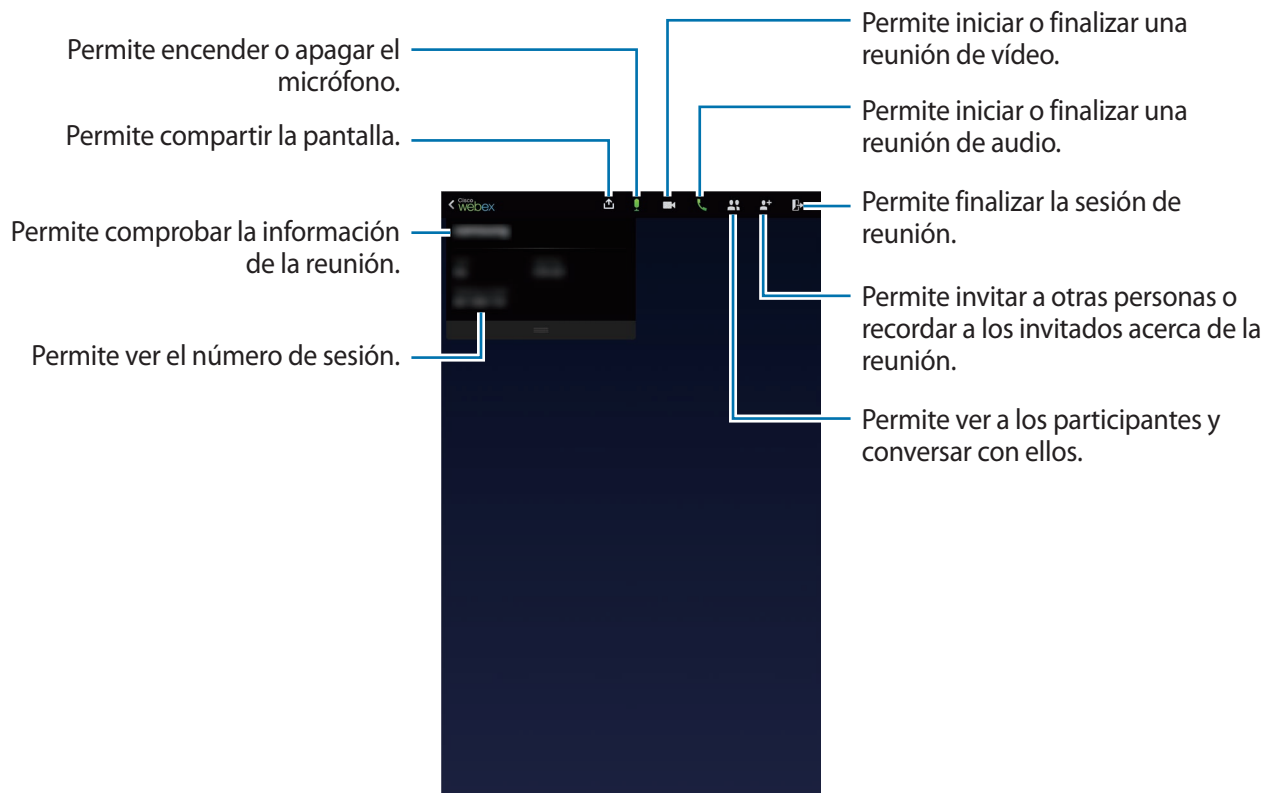 Permite encender o apagar el
micrófono.
Permite compartir la pantalla.
Permite comprobar la información
de la reunión.
Permite ver el número de sesión.
Cisco
webex
Permite iniciar o finalizar una
reunión de vídeo.
Permite iniciar o finalizar una
reunión de audio.
Permite finalizar la sesión de
reunión.
Permite invitar a otras personas o
recordar a los invitados acerca de la
reunión.
Permite ver a los participantes y
conversar con ellos.